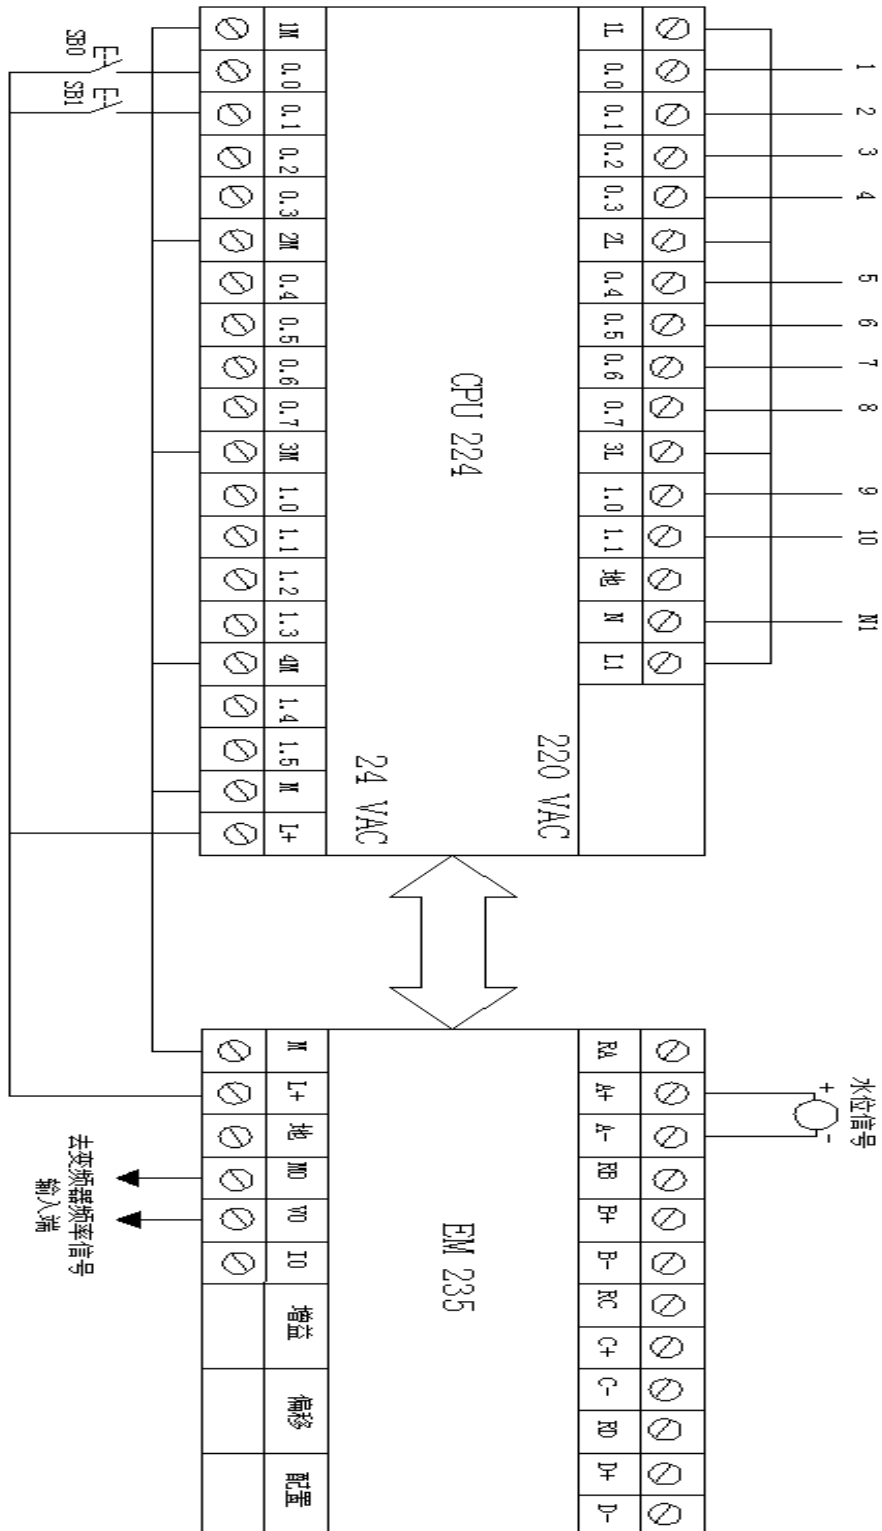 1
2
3
4
5
6
7
8
9
10
N1
1L
0.0
0.1
0.2
0.3
2L
0.4
0.5
0.6
0.7
3L
1.0
1.1
地
N
L1
CPU 224
220 VAC
24 VAC
1M
0.0
0.1
0.2
0.3
2M
0.4
0.5
0.6
0.7
3M
1.0
1.1
1.2
1.3
4M
1.4
1.5
M
L+
SB0
SB1
水位信号
+
-
RA
A+
A-
RB
B+
B-
RC
C+
C-
RD
D+
D-
EM 235
M
L+
地
MO
VO
IO
增益
偏移
配置
去变频器频率信号
输入端